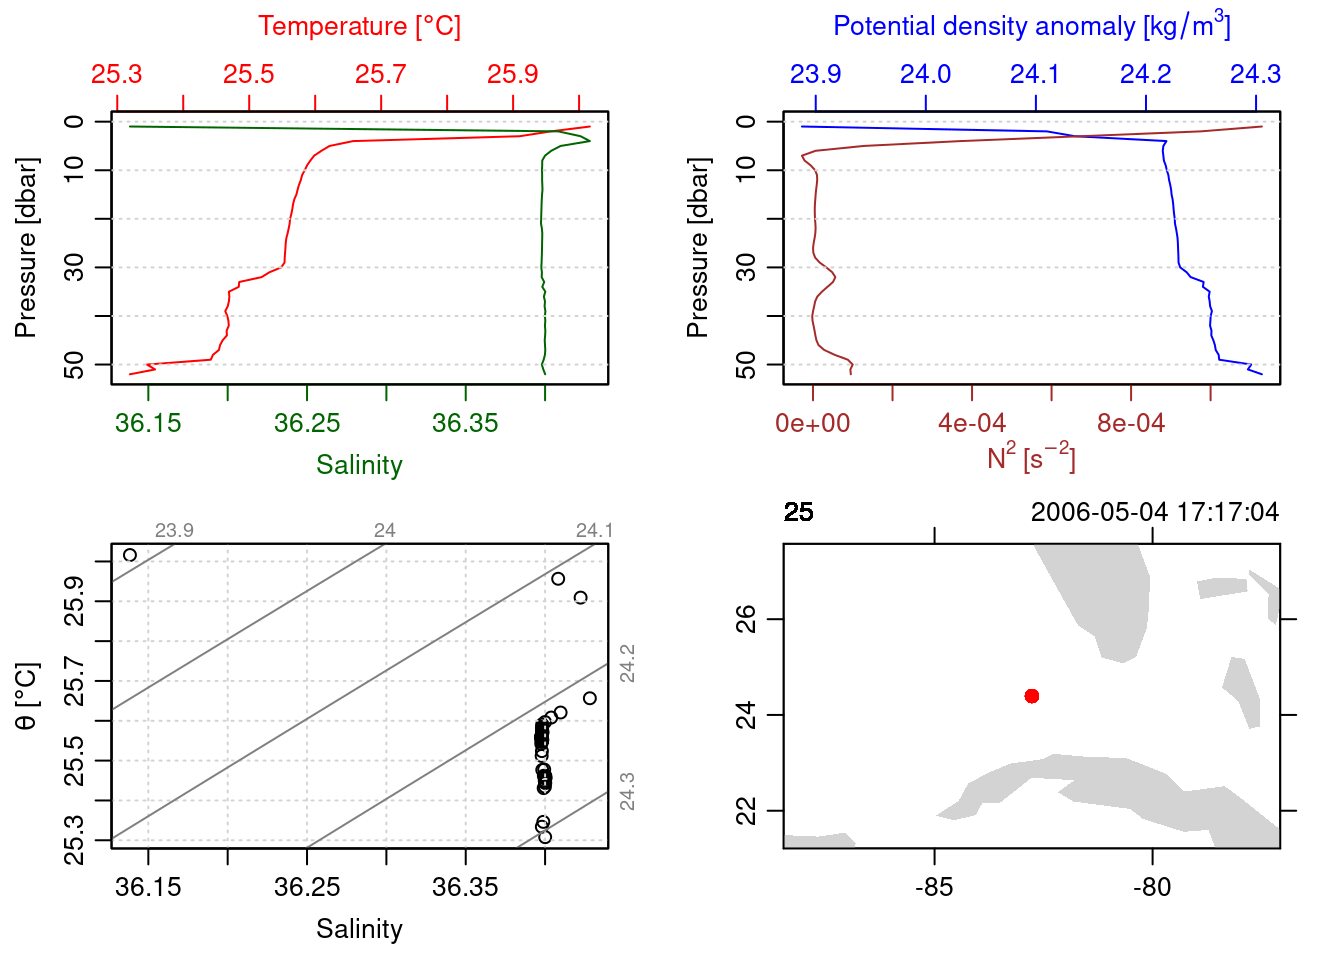 Temperature [°C]
25.3 25.5 25.7 25.9
Pressure [dbar]
0 10 30 50
36.15 36.25 36.35
Salinity
Potential density anomaly [kg/m³]
23.9 24.0 24.1 24.2 24.3
Pressure [dbar]
0 10 30 50
0e+00 4e-04 8e-04
N² [s⁻²]
23.9 24 24.1
24.2
24.3
θ [°C]
25.9 25.7 25.5 25.3
36.15 36.25 36.35
Salinity
25 2006-05-04 17:17:04
26 24 22
-85 -80